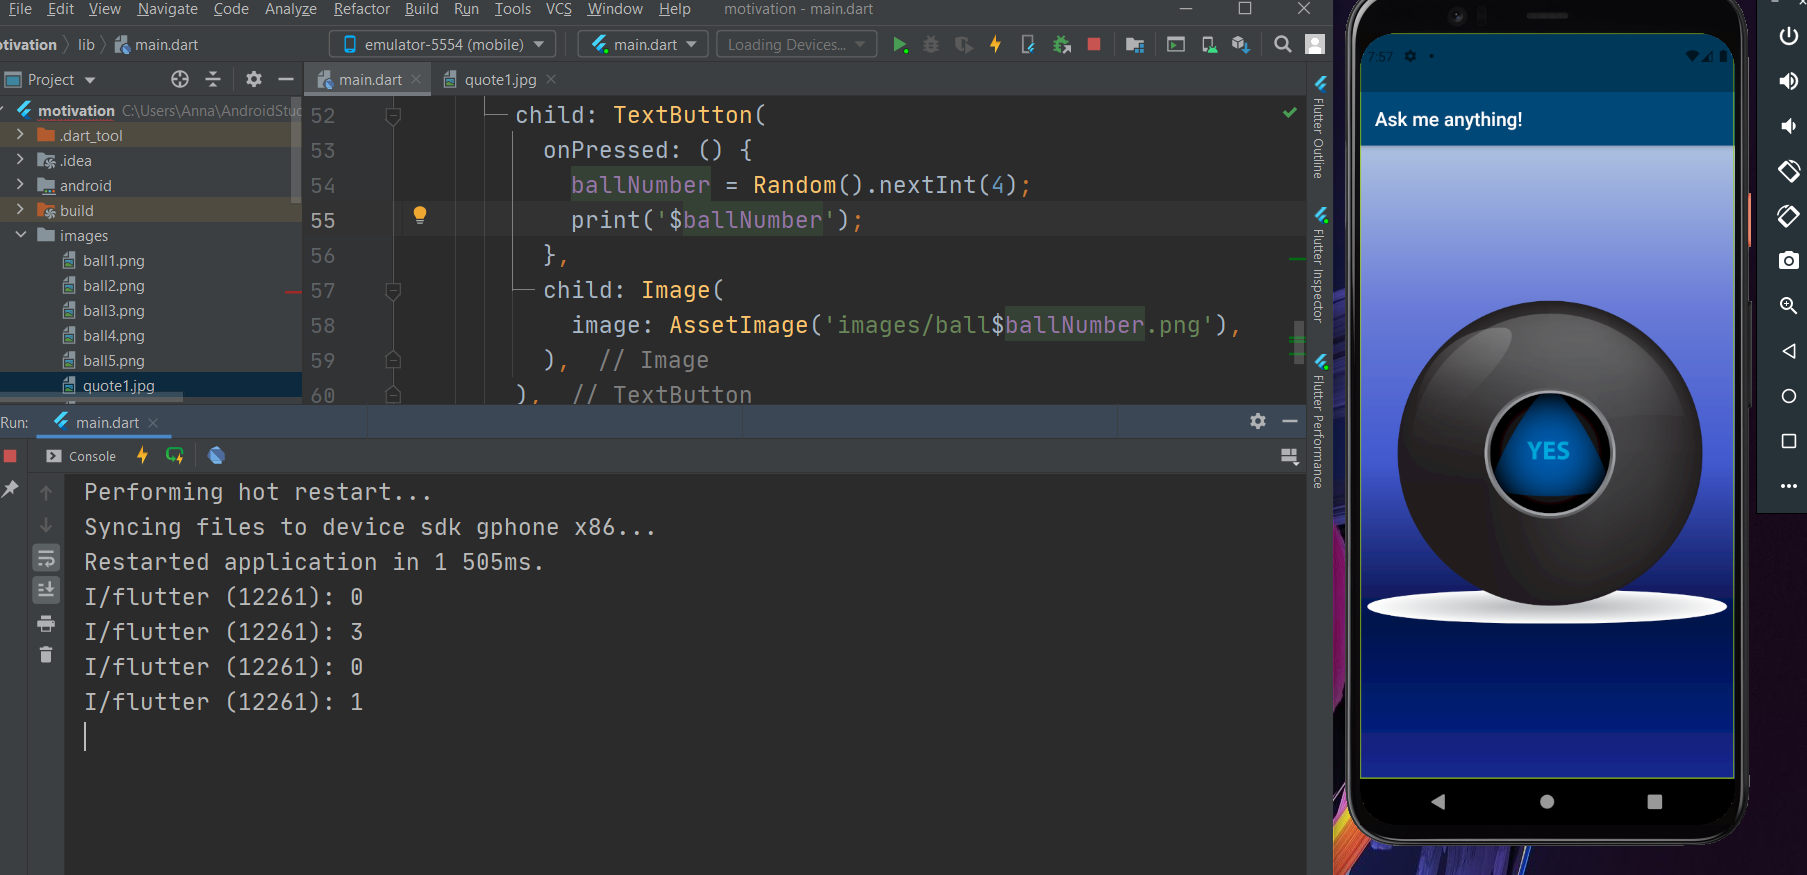 File Edit View Navigate Code Analyze Refactor Build Run Tools VCS Window Help motivation - main.dart
otivation lib main.dart emulator-5554 (mobile) main.dart Loading Devices...
Project main.dart quote1.jpg
motivation C:\Users\Anna\AndroidStu
.dart_tool
.idea
android
build
images
ball1.png
ball2.png
ball3.png
ball4.png
ball5.png
quote1.jpg
52 child: TextButton(
53 onPressed: () {
54 ballNumber = Random().nextInt(4);
55 print('$ballNumber');
56 },
57 child: Image(
58 image: AssetImage('images/ball$ballNumber.png'),
59 ), // Image
60 ), // TextButton
Flutter Outline
Flutter Inspector
Flutter Performance
Run: main.dart
Console
Performing hot restart...
Syncing files to device sdk gphone x86...
Restarted application in 1 505ms.
I/flutter (12261): 0
I/flutter (12261): 3
I/flutter (12261): 0
I/flutter (12261): 1
7:57
Ask me anything!
YES